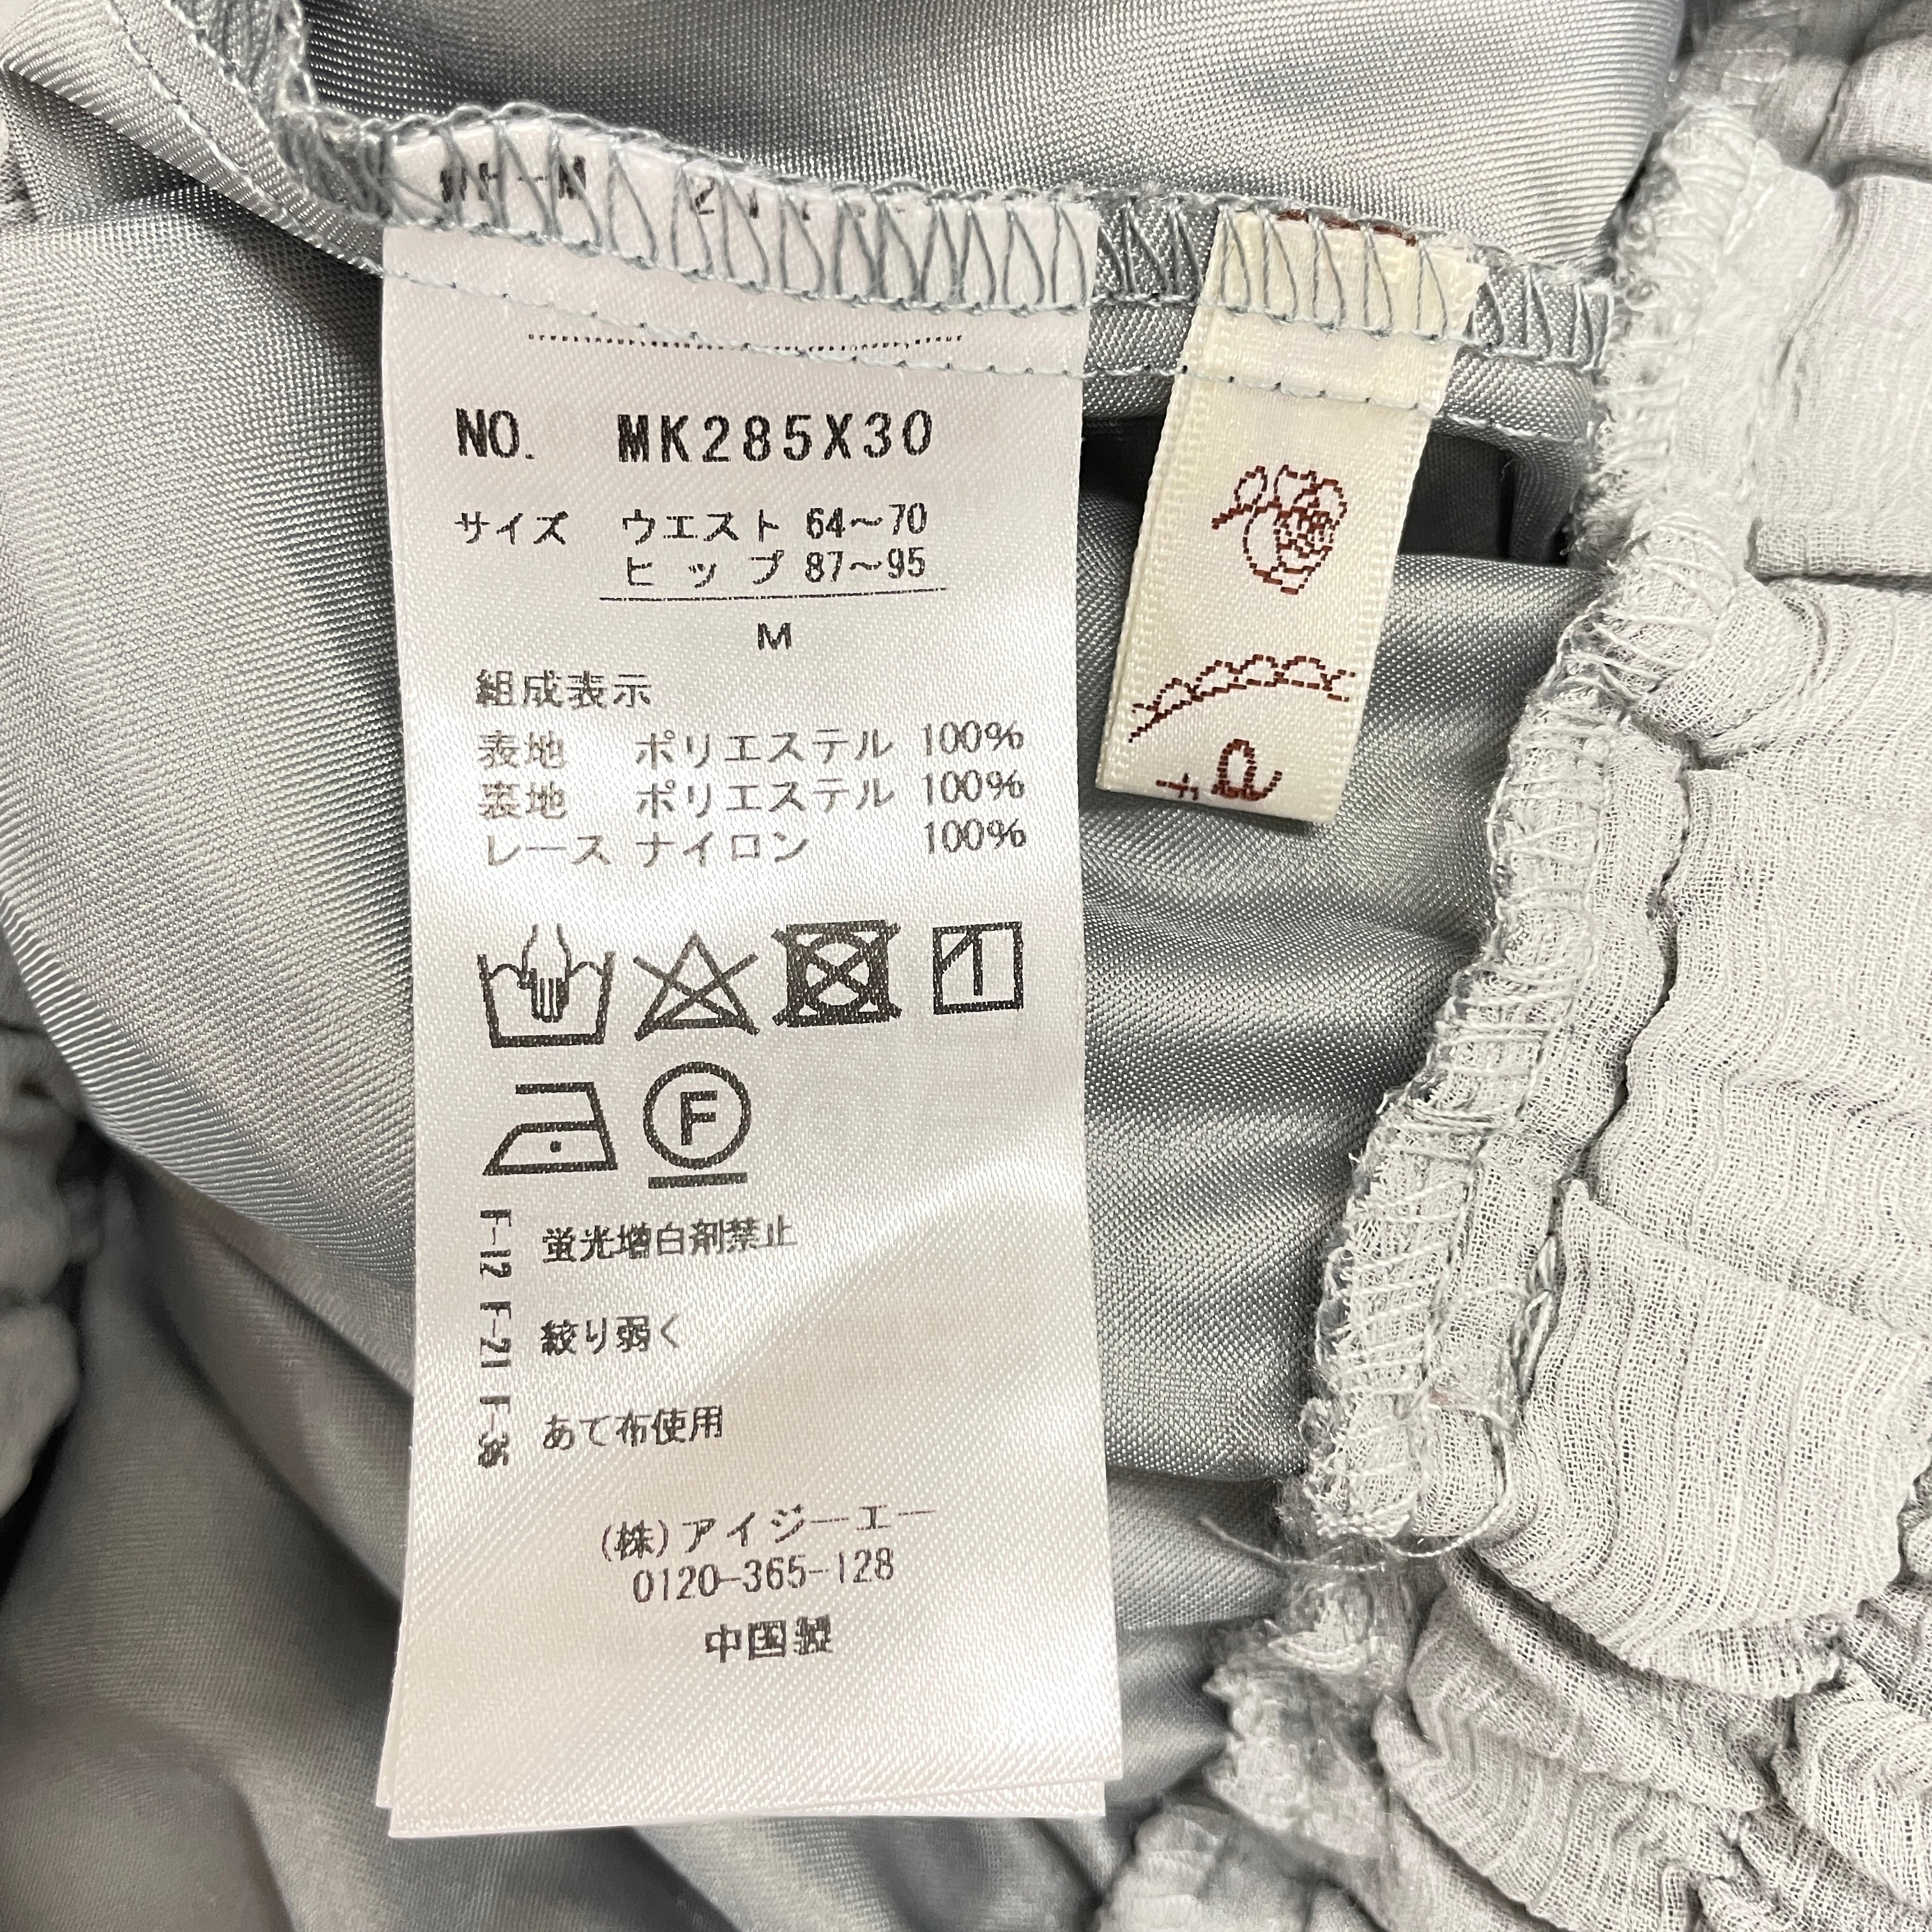 NO. MK285X30
サイズ ウエスト 64〜70
ヒップ 87〜95
M
組成表示
表地 ポリエステル 100%
裏地 ポリエステル 100%
レース ナイロン 100%
F
F-12 蛍光増白剤禁止
F-21 絞り弱く
F-36 あて布使用
(株)アイジーエー
0120-365-128
中国製